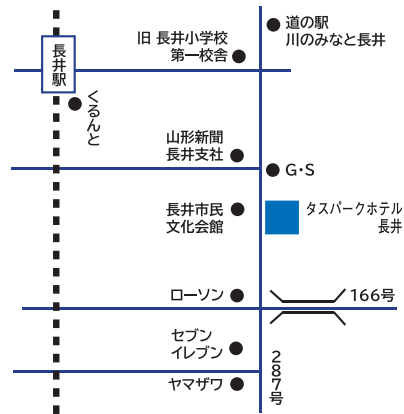 道の駅
川のみなと長井
旧 長井小学校
第一校舎
長井駅
くるんと
山形新聞
長井支社
G・S
長井市民
文化会館
タスパークホテル
長井
ローソン
166号
セブン
イレブン
287号
ヤマザワ